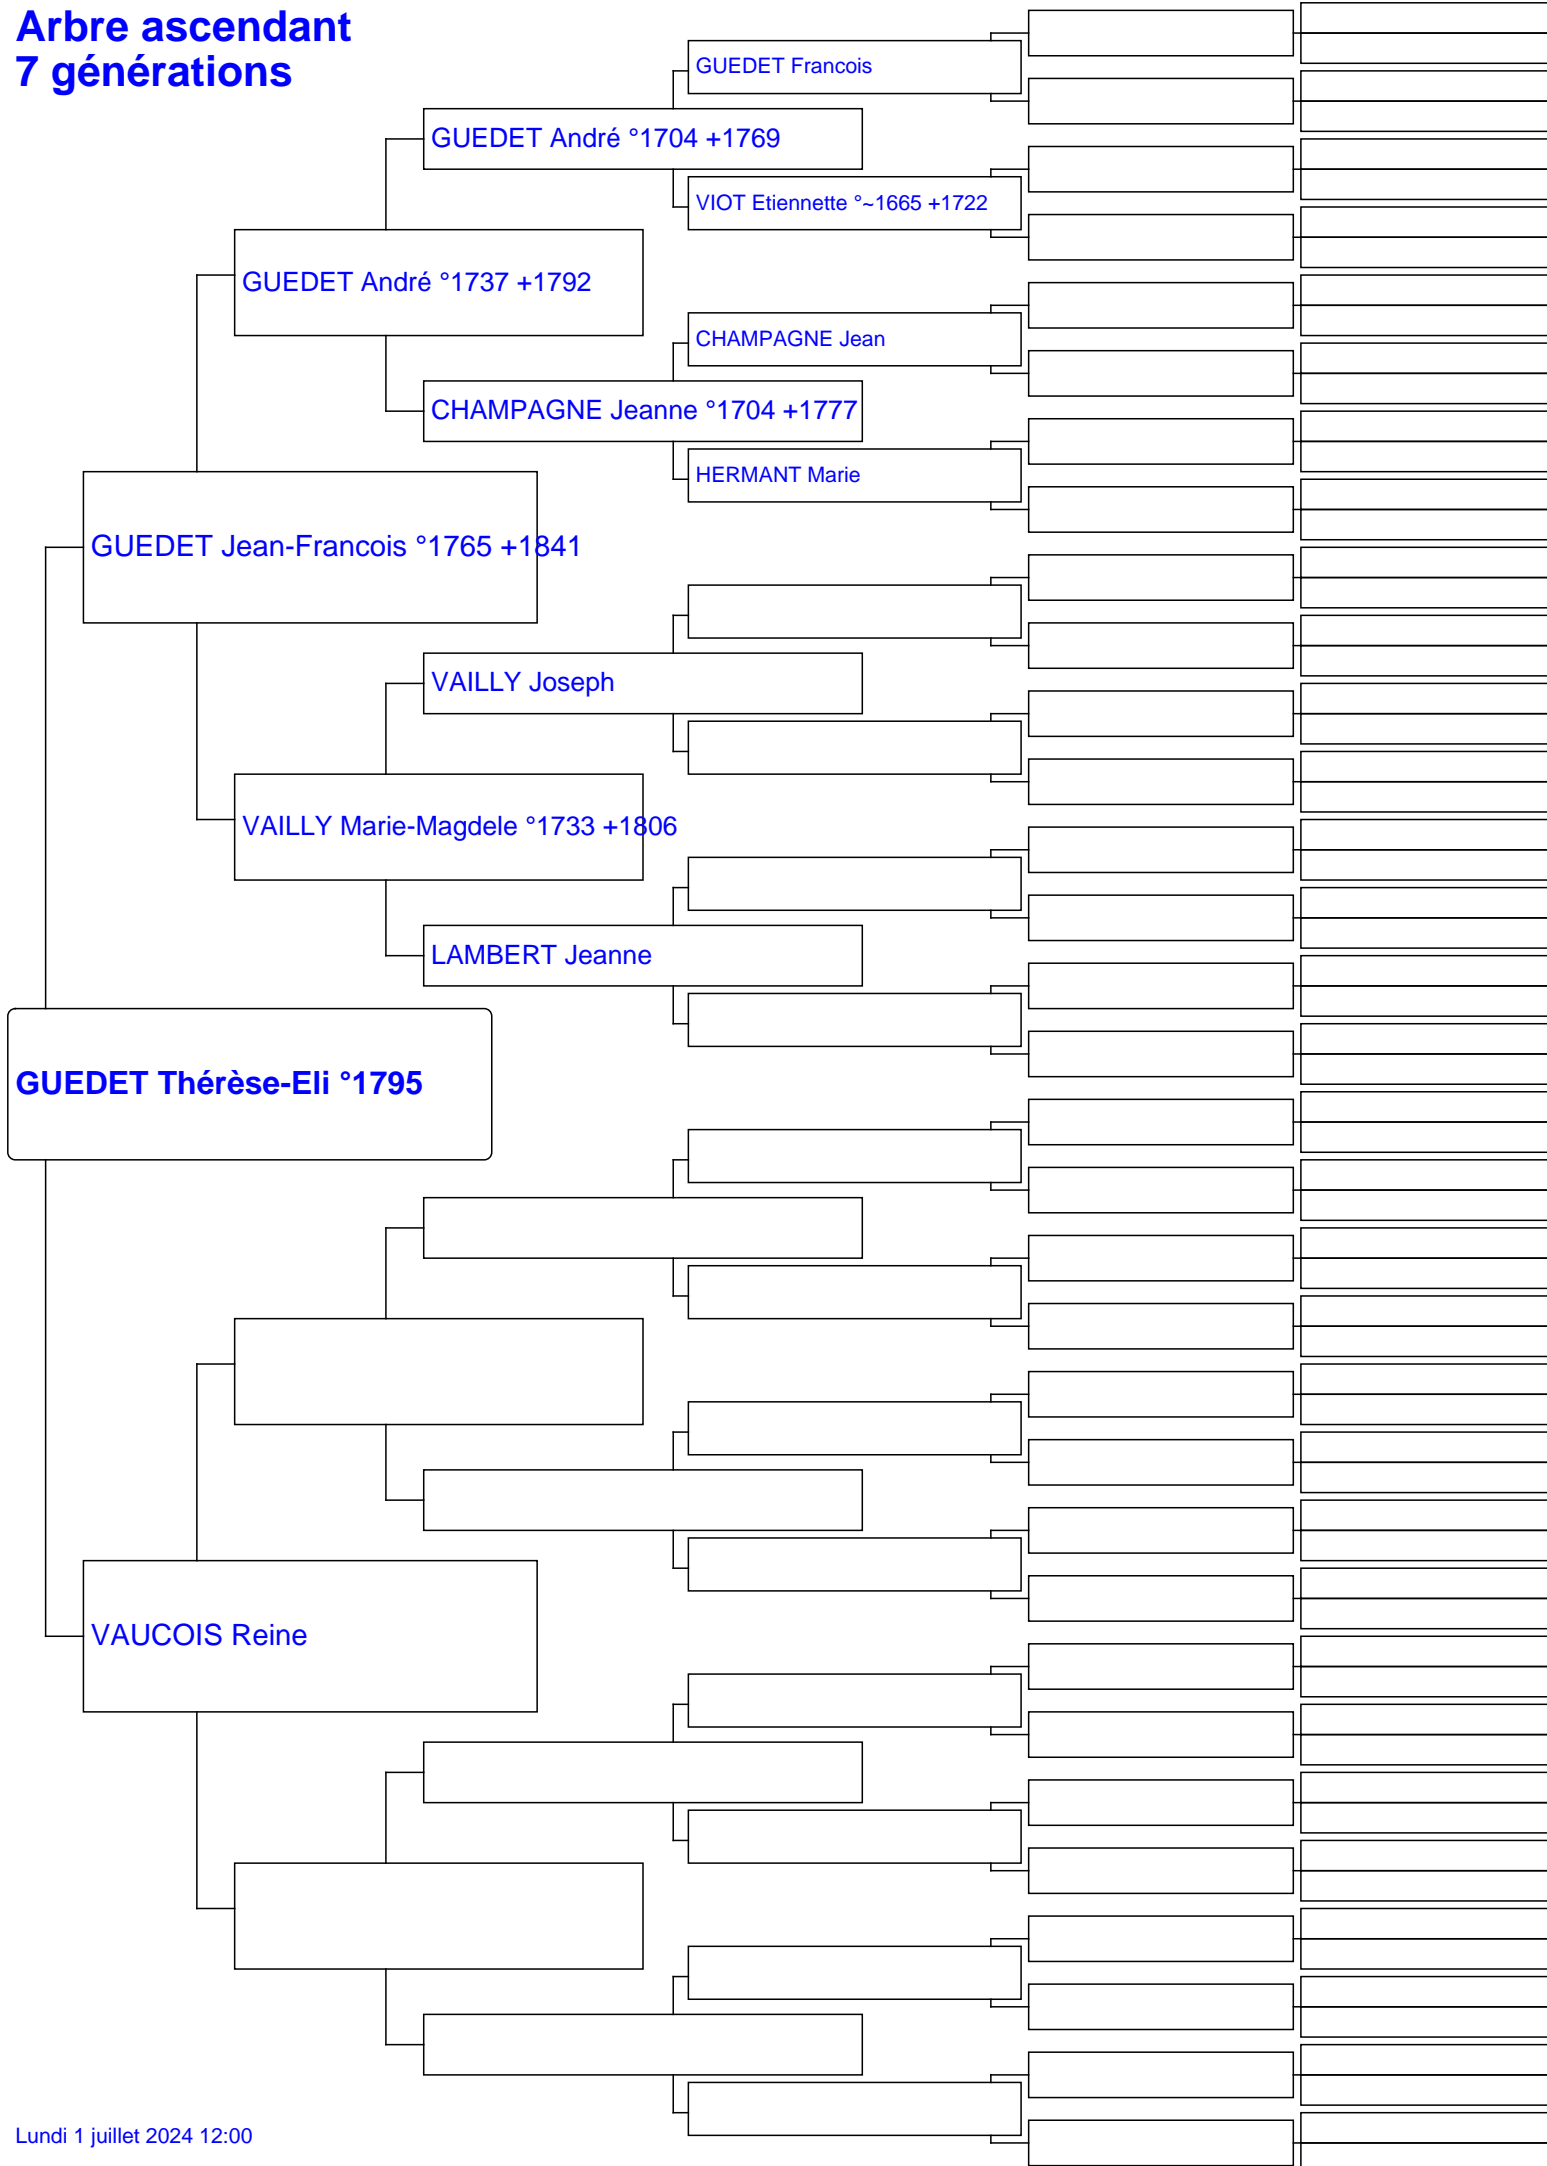 Arbre ascendant
7 générations
GUEDET Francois
GUEDET André °1704 +1769
VIOT Etiennette °~1665 +1722
GUEDET André °1737 +1792
CHAMPAGNE Jean
CHAMPAGNE Jeanne °1704 +1777
HERMANT Marie
GUEDET Jean-Francois °1765 +1841
VAILLY Joseph
VAILLY Marie-Magdele °1733 +1806
LAMBERT Jeanne
GUEDET Thérèse-Eli °1795
VAUCOIS Reine
Lundi 1 juillet 2024 12:00